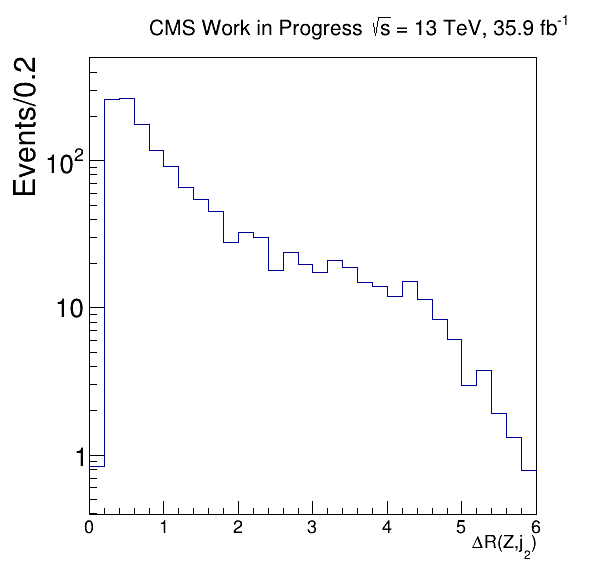 CMS Work in Progress √s = 13 TeV, 35.9 fb⁻¹
Events/0.2
10²
10
1
0 1 2 3 4 5 6
ΔR(Z,j₂)